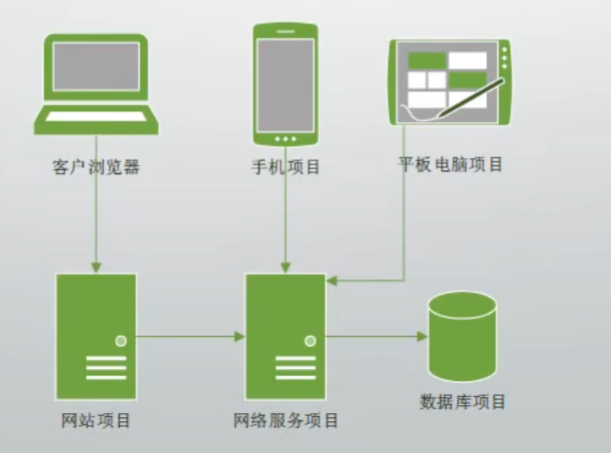 客户浏览器
手机项目
平板电脑项目
网站项目
网络服务项目
数据库项目